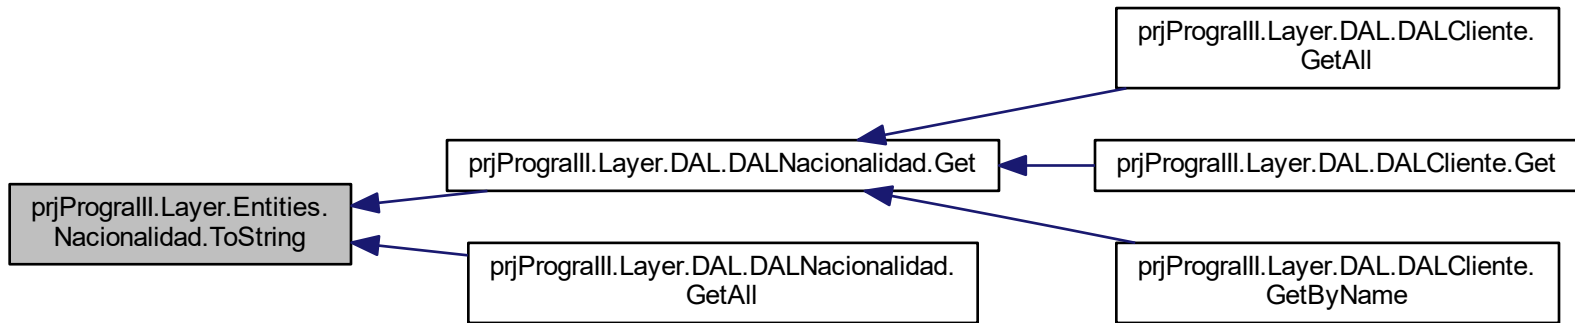 prjPrograIII.Layer.Entities.
Nacionalidad.ToString
prjPrograIII.Layer.DAL.DALNacionalidad.Get
prjPrograIII.Layer.DAL.DALNacionalidad.
GetAll
prjPrograIII.Layer.DAL.DALCliente.
GetAll
prjPrograIII.Layer.DAL.DALCliente.Get
prjPrograIII.Layer.DAL.DALCliente.
GetByName